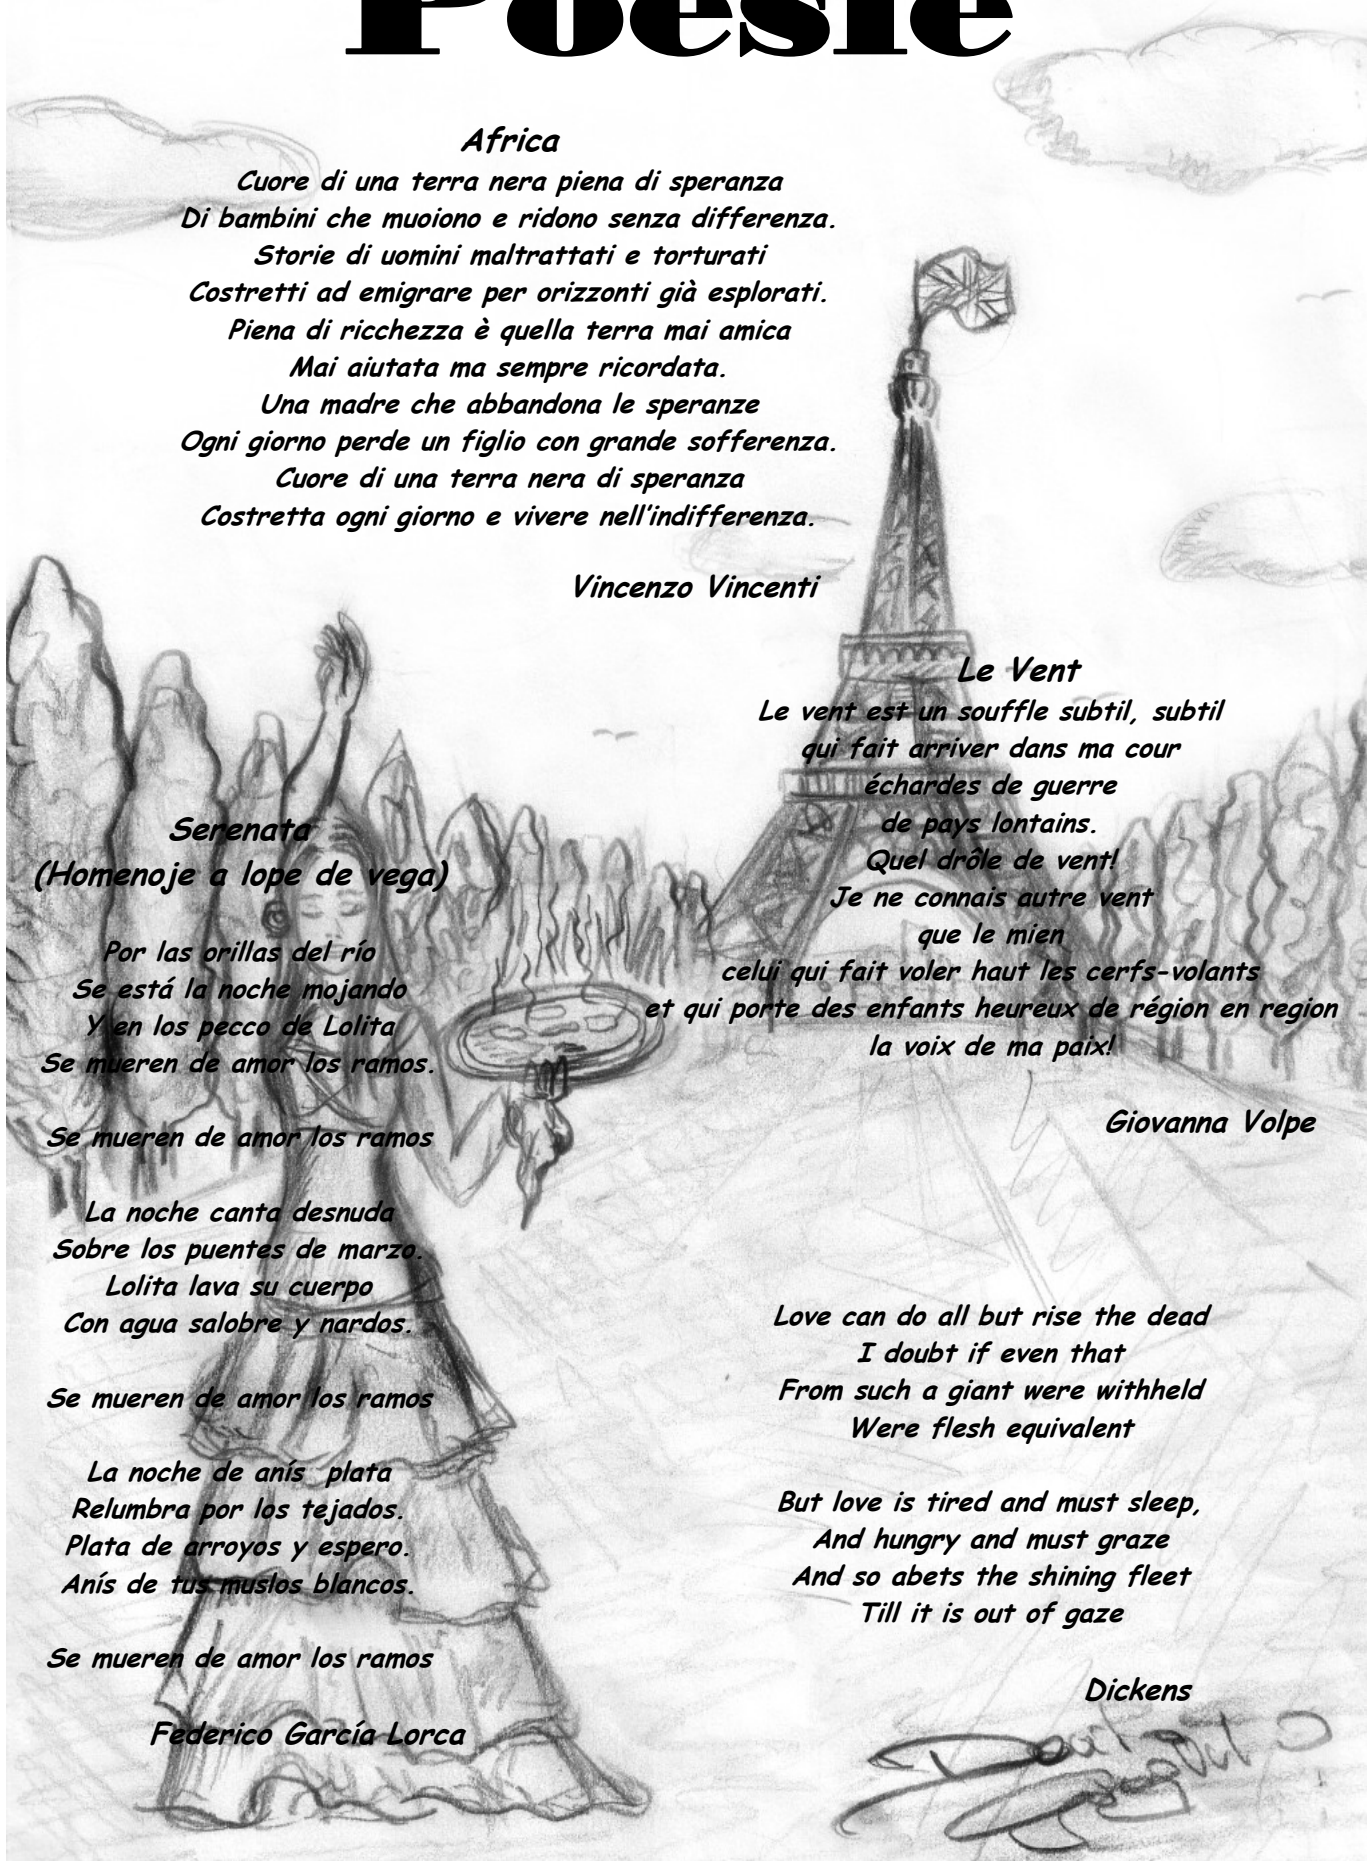 Poesie
Africa
Cuore di una terra nera piena di speranza
Di bambini che muoiono e ridono senza differenza.
Storie di uomini maltrattati e torturati
Costretti ad emigrare per orizzonti già esplorati.
Piena di ricchezza è quella terra mai amica
Mai aiutata ma sempre ricordata.
Una madre che abbandona le speranze
Ogni giorno perde un figlio con grande sofferenza.
Cuore di una terra nera di speranza
Costretta ogni giorno e vivere nell'indifferenza.
Vincenzo Vincenti
Le Vent
Le vent est un souffle subtil, subtil
qui fait arriver dans ma cour
échardes de guerre
de pays lontains.
Quel drôle de vent!
Je ne connais autre vent
que le mien
celui qui fait voler haut les cerfs-volants
et qui porte des enfants heureux de région en region
la voix de ma paix!
Giovanna Volpe
Serenata
(Homenoje a lope de vega)
Por las orillas del río
Se está la noche mojando
Y en los pecco de Lolita
Se mueren de amor los ramos.
Se mueren de amor los ramos
La noche canta desnuda
Sobre los puentes de marzo.
Lolita lava su cuerpo
Con agua salobre y nardos.
Se mueren de amor los ramos
La noche de anís plata
Relumbra por los tejados.
Plata de arroyos y espero.
Anís de tus muslos blancos.
Se mueren de amor los ramos
Federico García Lorca
Love can do all but rise the dead
I doubt if even that
From such a giant were withheld
Were flesh equivalent
But love is tired and must sleep,
And hungry and must graze
And so abets the shining fleet
Till it is out of gaze
Dickens